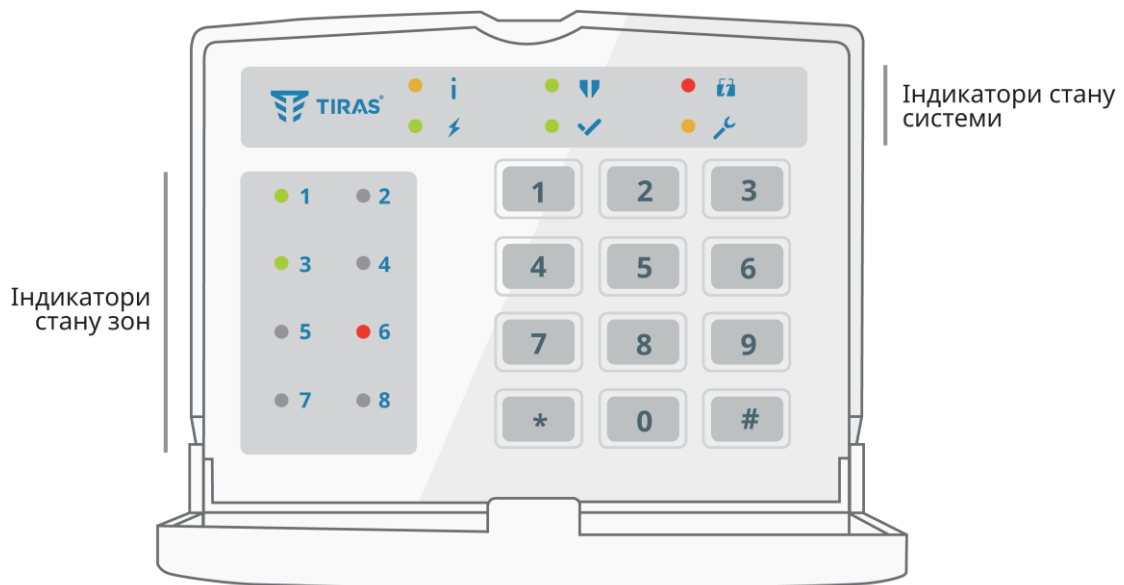 TIRAS®
i
Індикатори стану
системи
1 2
3 4
5 6
7 8
Індикатори
стану зон
1 2 3
4 5 6
7 8 9
* 0 #